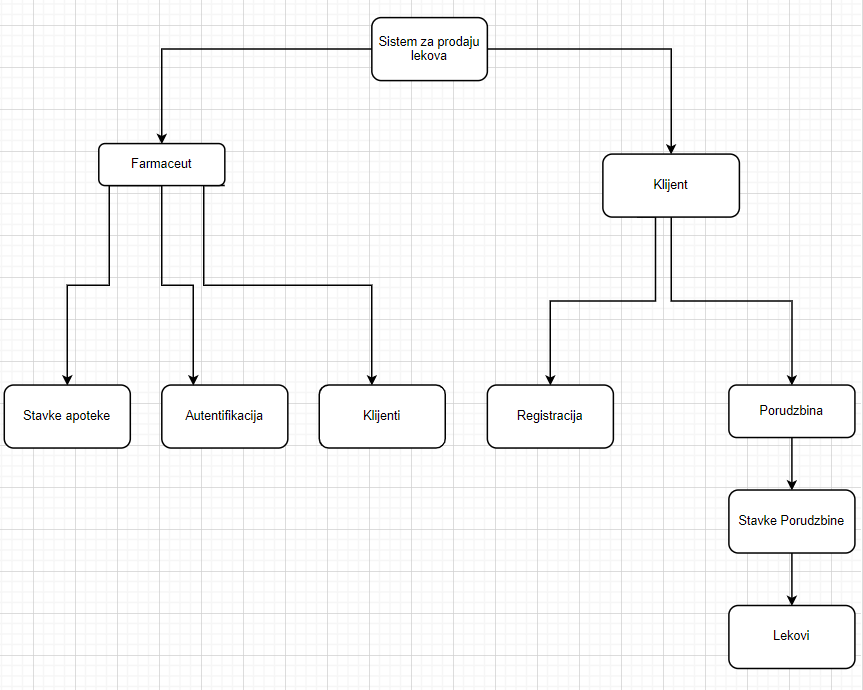 Sistem za prodaju
lekova
Farmaceut
Klijent
Stavke apoteke
Autentifikacija
Klijenti
Registracija
Porudzbina
Stavke Porudzbine
Lekovi